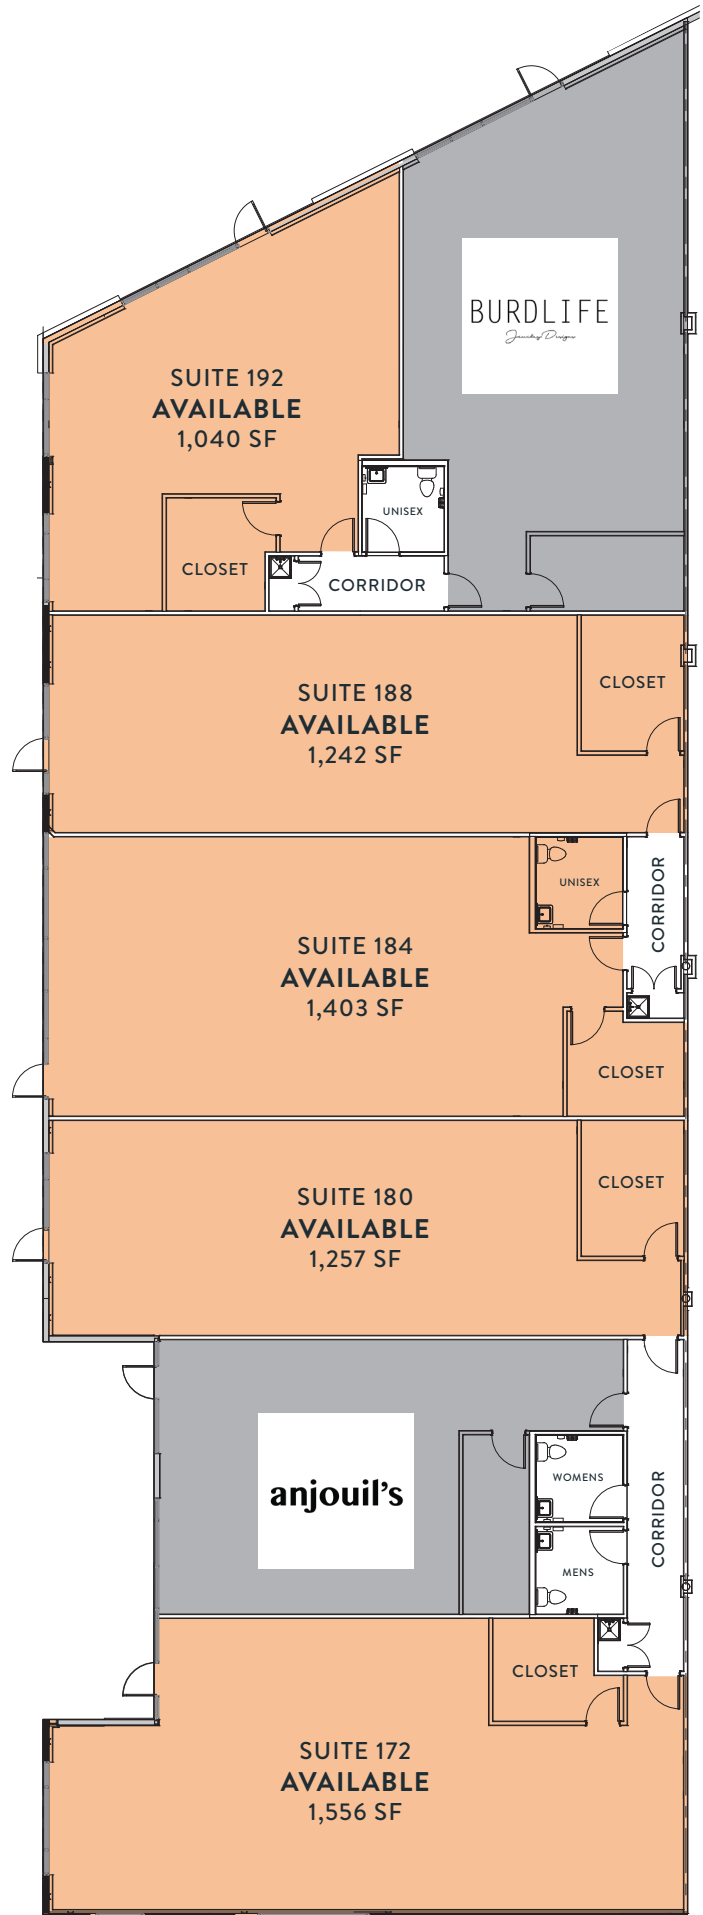 BURDLIFE
Jewelry Designs
SUITE 192
AVAILABLE
1,040 SF
UNISEX
CLOSET
CORRIDOR
SUITE 188
AVAILABLE
1,242 SF
CLOSET
UNISEX
CORRIDOR
SUITE 184
AVAILABLE
1,403 SF
CLOSET
SUITE 180
AVAILABLE
1,257 SF
CLOSET
anjouil's
WOMENS
MENS
CORRIDOR
CLOSET
SUITE 172
AVAILABLE
1,556 SF